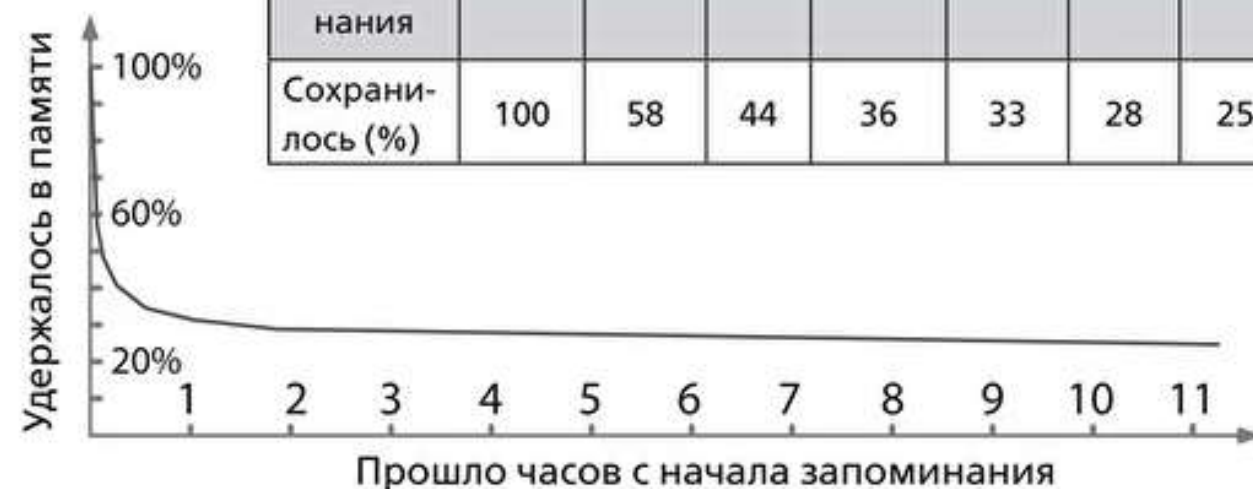 нания
Сохрани-
лось (%)
100
58
44
36
33
28
25
Удержалось в памяти
100%
60%
20%
1 2 3 4 5 6 7 8 9 10 11
Прошло часов с начала запоминания